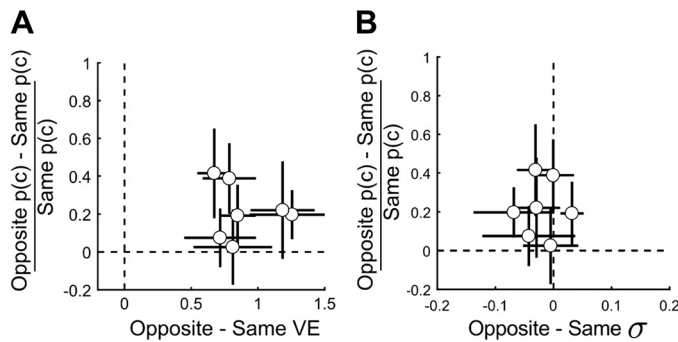 A
Opposite p(c) - Same p(c)
Same p(c)
1
0.8
0.6
0.4
0.2
0
-0.2
0 0.5 1 1.5
Opposite - Same VE
B
Opposite p(c) - Same p(c)
Same p(c)
1
0.8
0.6
0.4
0.2
0
-0.2
-0.2 -0.1 0 0.1 0.2
Opposite - Same σ